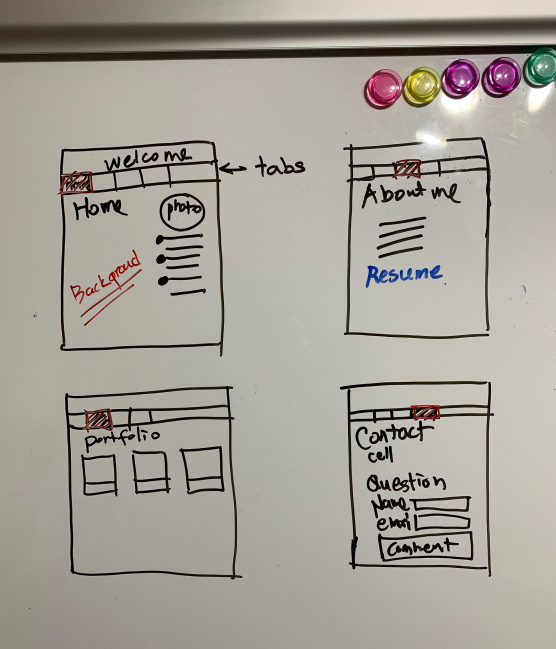 welcome
tabs
Home
photo
Backgroud
About me
Resume
portfolio
Contact
cell
Question
Name
email
Comment